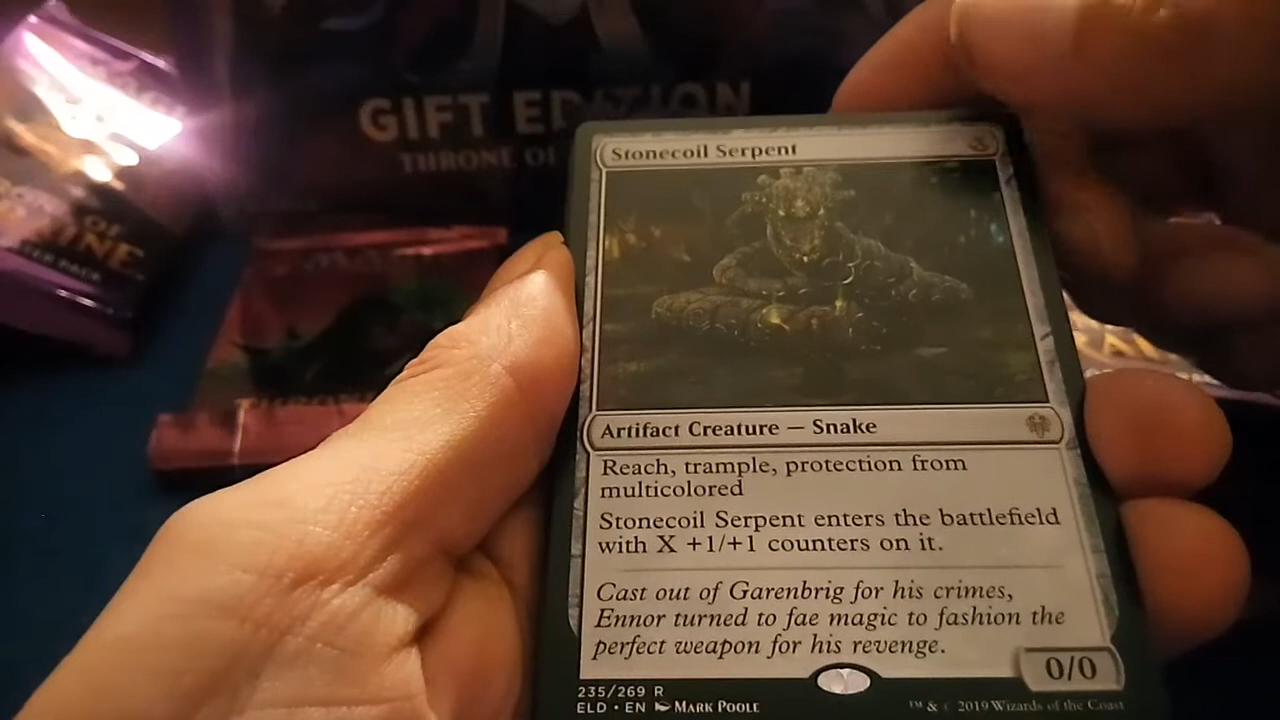 GIFT EDITION
THRONE OF
Stonecoil Serpent
X
Artifact Creature — Snake
Reach, trample, protection from
multicolored
Stonecoil Serpent enters the battlefield
with X +1/+1 counters on it.
Cast out of Garenbrig for his crimes,
Ennor turned to fae magic to fashion the
perfect weapon for his revenge.
0/0
235/269 R
ELD • EN MARK POOLE
™ & © 2019 Wizards of the Coast